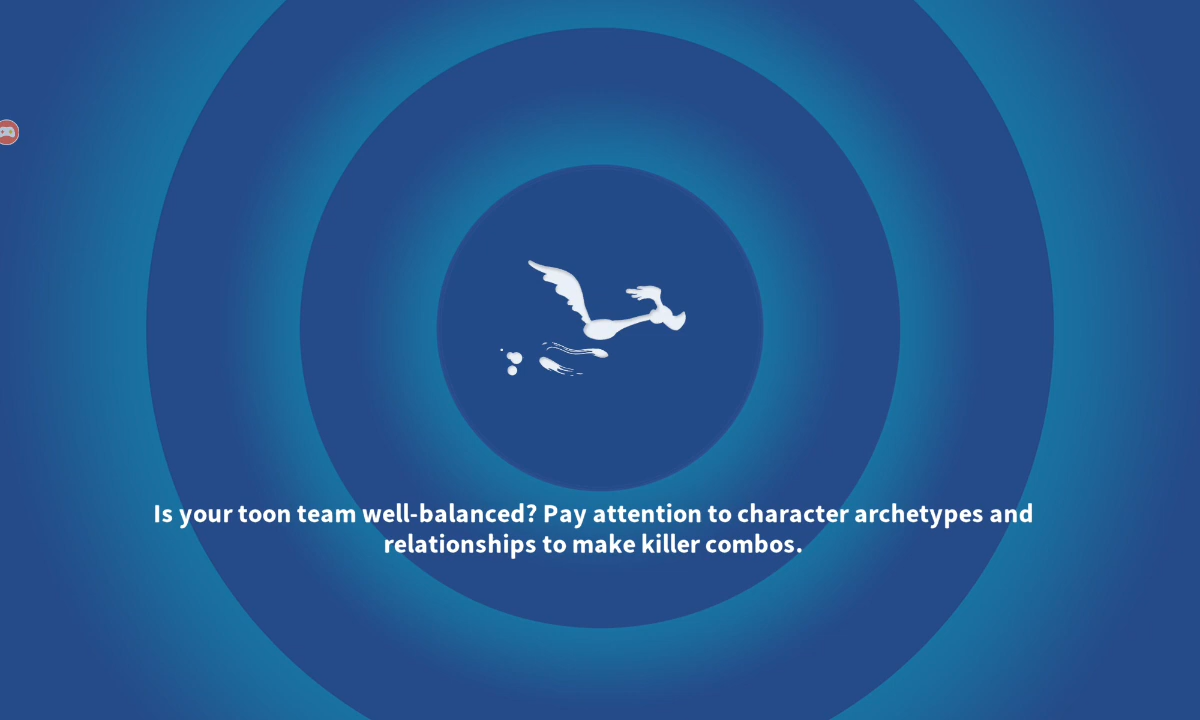 Is your toon team well-balanced? Pay attention to character archetypes and
relationships to make killer combos.